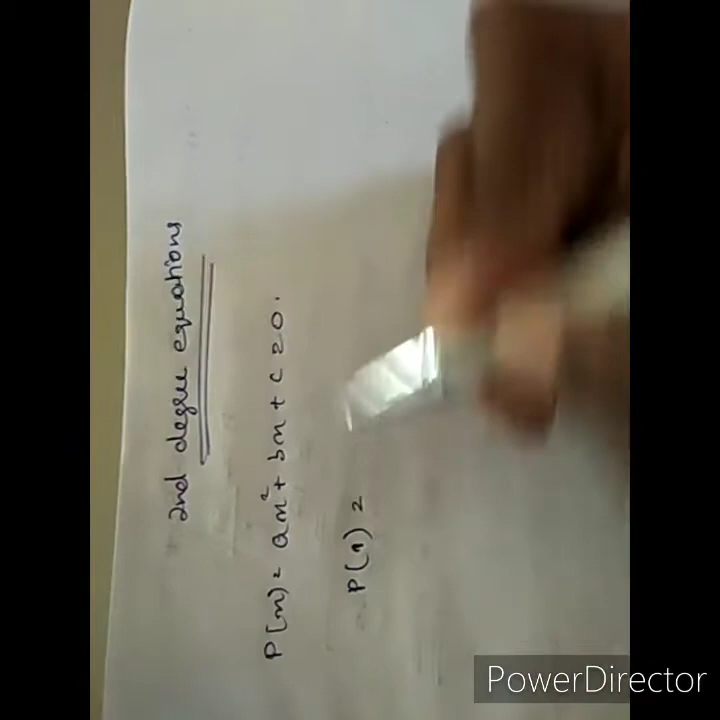 2nd degree equations
P(x) = ax² + bx + c = 0.
P(1) =
PowerDirector